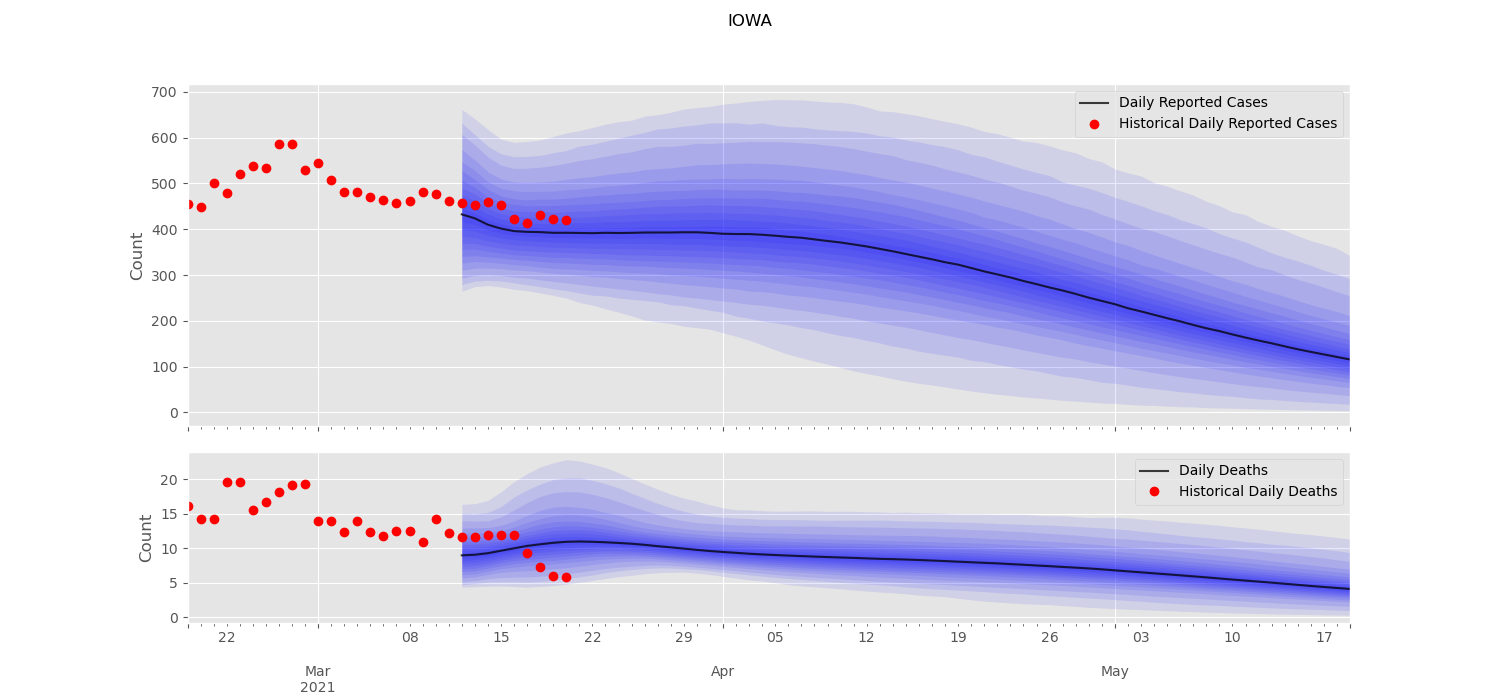 IOWA
700
600
500
400
300
200
100
0
Count
Daily Reported Cases
Historical Daily Reported Cases
20
15
10
5
0
Count
Daily Deaths
Historical Daily Deaths
22 08 15 22 29 05 12 19 26 03 10 17
Mar Apr May
2021